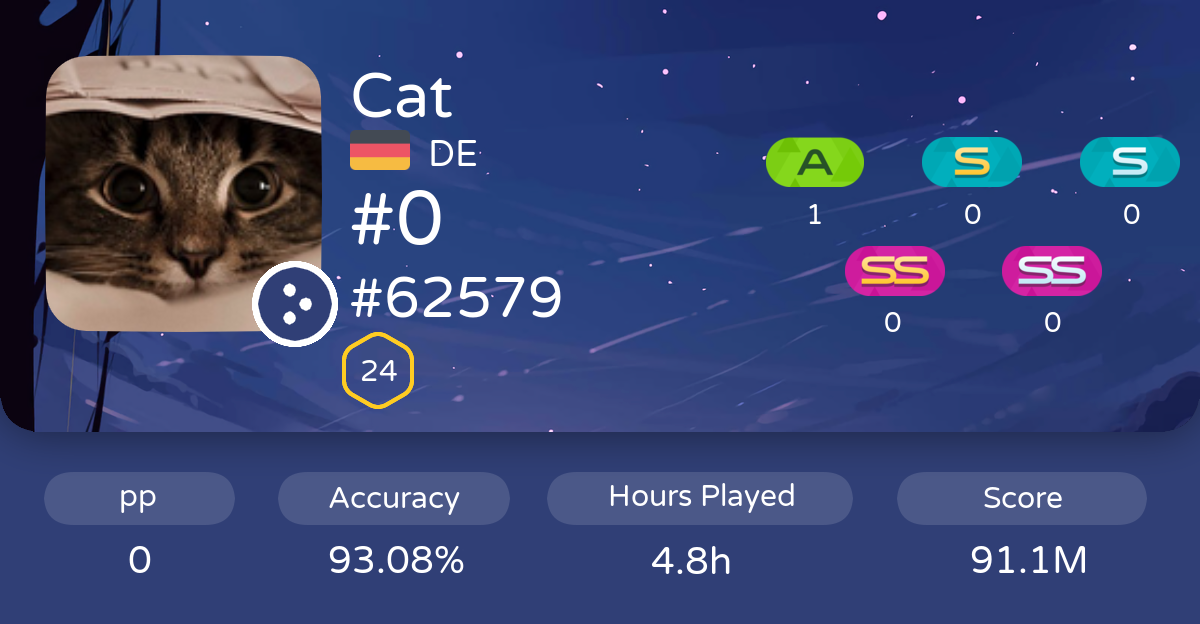 Cat
DE
#0
#62579
24
A S S
1 0 0
SS SS
0 0
pp Accuracy Hours Played Score
0 93.08% 4.8h 91.1M